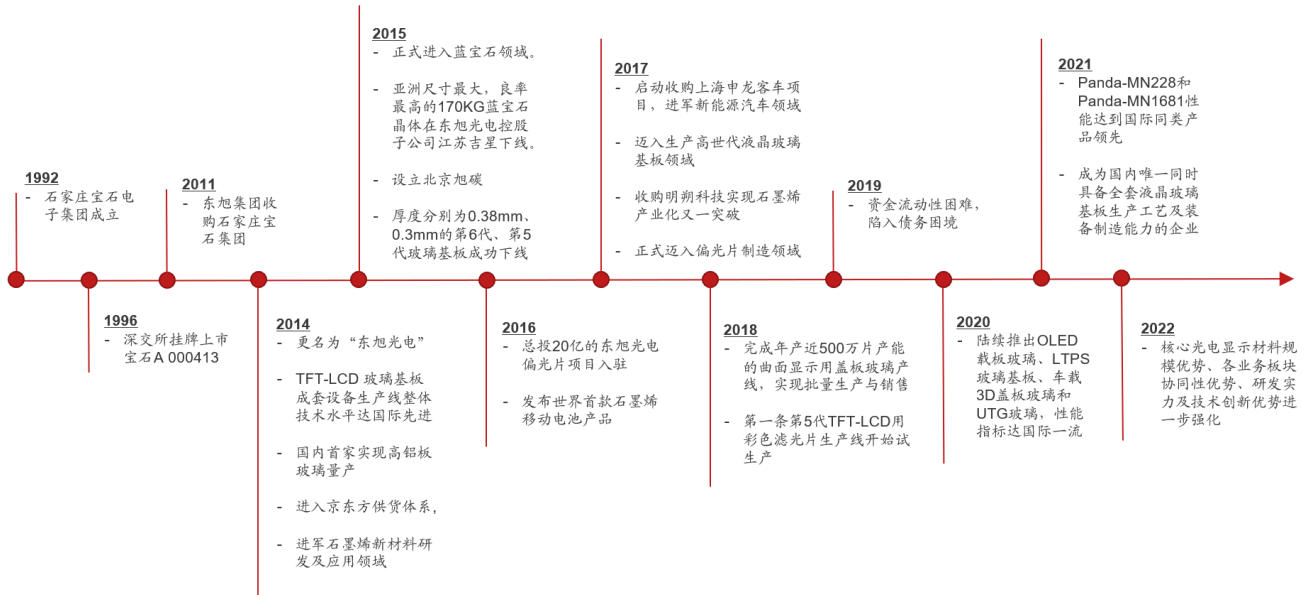 1992
- 石家庄宝石电
子集团成立
1996
- 深交所挂牌上市
宝石A 000413
2011
- 东旭集团收
购石家庄宝
石集团
2014
- 更名为“东旭光电”
- TFT-LCD 玻璃基板
成套设备生产线整体
技术水平达国际先进
- 国内首家实现高铝板
玻璃量产
- 进入京东方供货体系，
- 进军石墨烯新材料研
发及应用领域
2015
- 正式进入蓝宝石领域。
- 亚洲尺寸最大，良率
最高的170KG蓝宝石
晶体在东旭光电控股
子公司江苏吉星下线。
- 设立北京旭碳
- 厚度分别为0.38mm、
0.3mm的第6代、第5
代玻璃基板成功下线
2016
- 总投20亿的东旭光电
偏光片项目入驻
- 发布世界首款石墨烯
移动电池产品
2017
- 启动收购上海申龙客车项
目，进军新能源汽车领域
- 迈入生产高世代液晶玻璃
基板领域
- 收购明朔科技实现石墨烯
产业化又一突破
- 正式迈入偏光片制造领域
2018
- 完成年产近500万片产能
的曲面显示用盖板玻璃产
线，实现批量生产与销售
- 第一条第5代TFT-LCD用
彩色滤光片生产线开始试
生产
2019
- 资金流动性困难，
陷入债务困境
2020
- 陆续推出OLED
载板玻璃、LTPS
玻璃基板、车载
3D盖板玻璃和
UTG玻璃，性能
指标达国际一流
2021
- Panda-MN228和
Panda-MN1681性
能达到国际同类产
品领先
- 成为国内唯一同时
具备全套液晶玻璃
基板生产工艺及装
备制造能力的企业
2022
- 核心光电显示材料规
模优势、各业务板块
协同性优势、研发实
力及技术创新优势进
一步强化